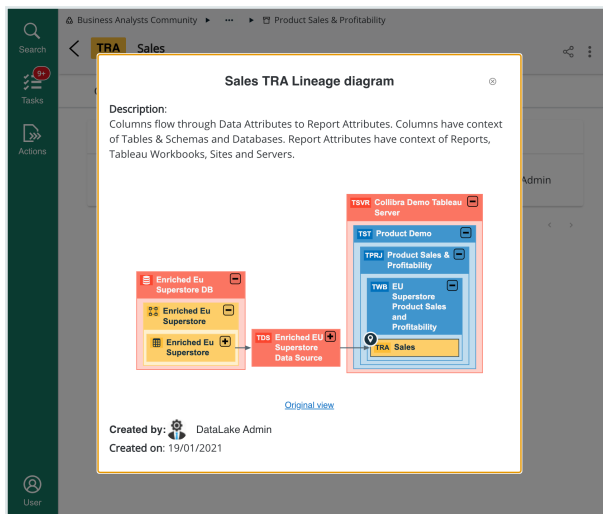 Business Analysts Community ▸ ••• ▸ Product Sales & Profitability
Search
TRA Sales
9+
Tasks
Actions
Admin
Sales TRA Lineage diagram
Description:
Columns flow through Data Attributes to Report Attributes. Columns have context
of Tables & Schemas and Databases. Report Attributes have context of Reports,
Tableau Workbooks, Sites and Servers.
TSVR Collibra Demo Tableau
Server
TST Product Demo
TPRJ Product Sales &
Profitability
Enriched Eu
Superstore DB
TWB EU
Superstore
Product Sales
and
Profitability
Enriched Eu
Superstore
Enriched Eu
Superstore
TDS Enriched EU
Superstore
Data Source
TRA Sales
Original view
Created by: DataLake Admin
Created on: 19/01/2021
User